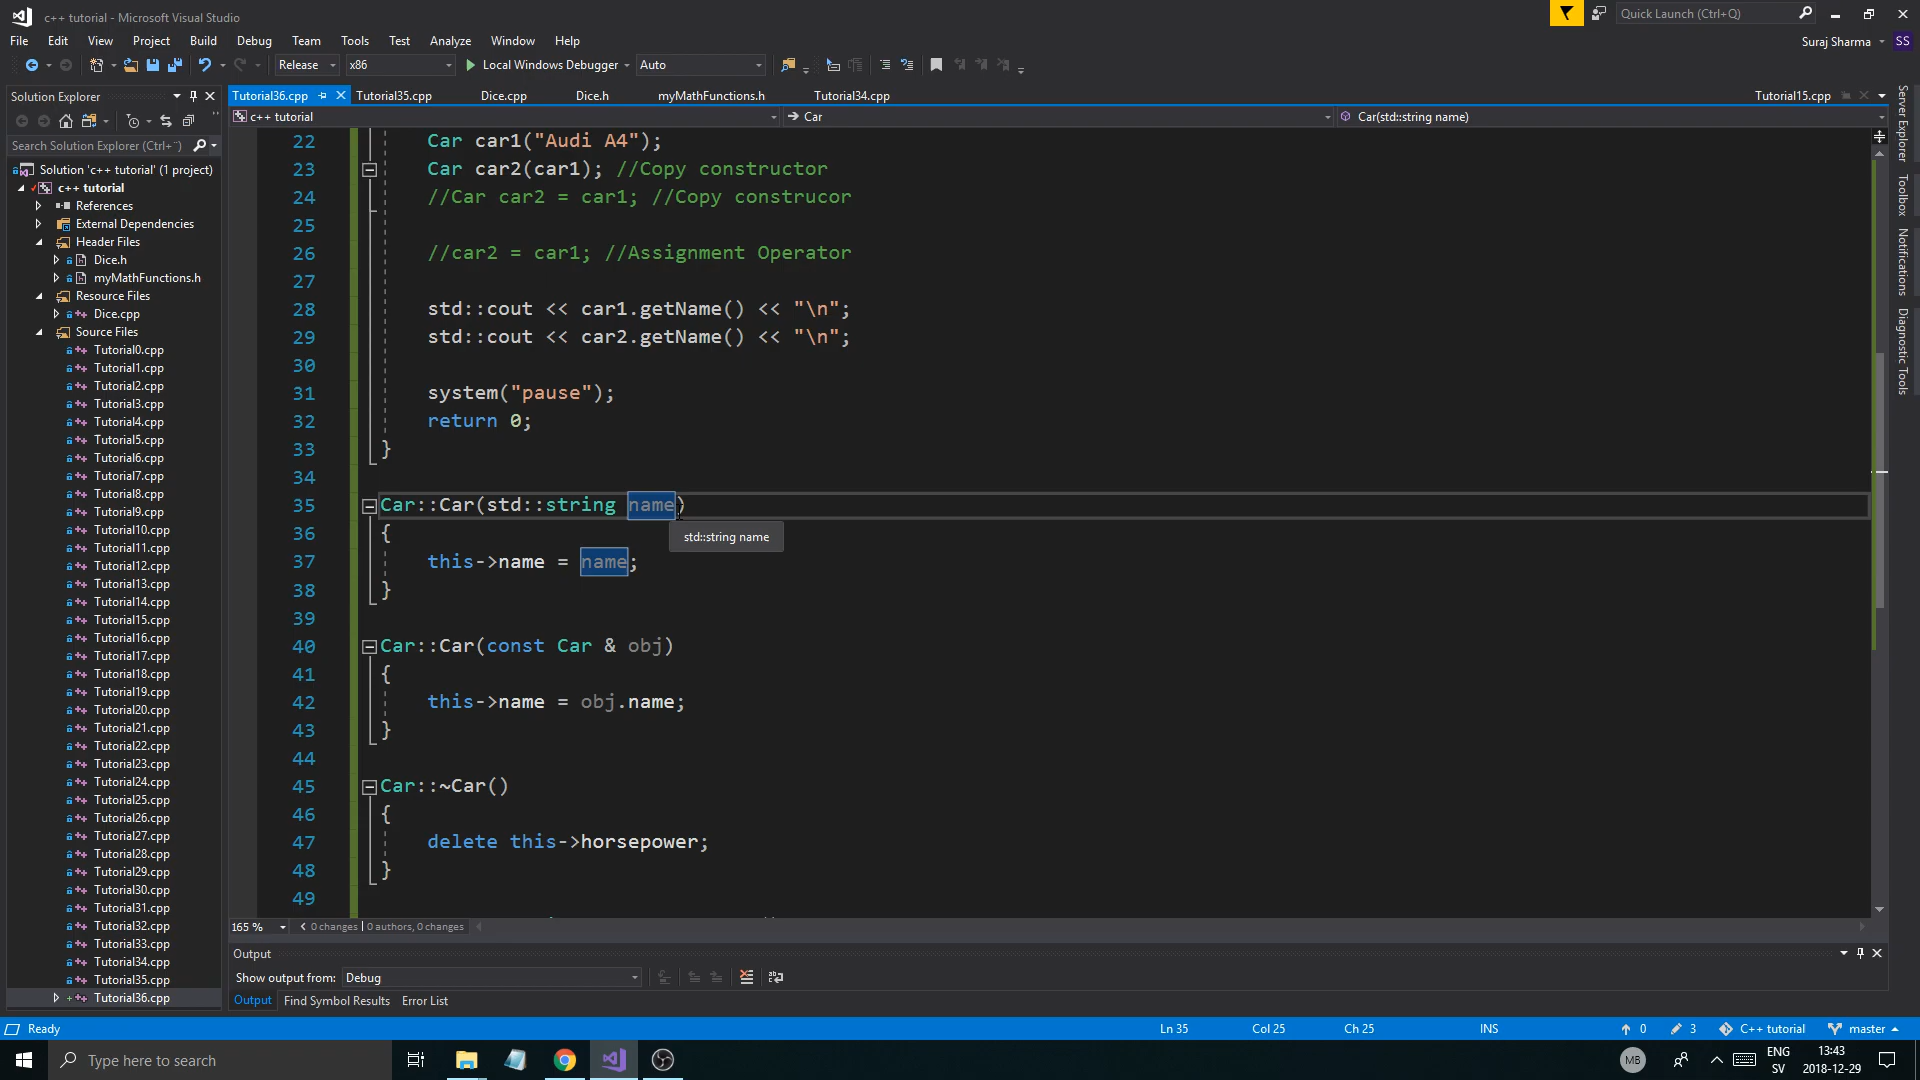 c++ tutorial - Microsoft Visual Studio
Quick Launch (Ctrl+Q)
File Edit View Project Build Debug Team Tools Test Analyze Window Help
Suraj Sharma SS
Release x86 Local Windows Debugger Auto
Solution Explorer
Search Solution Explorer (Ctrl+¨)
Solution 'c++ tutorial' (1 project)
c++ tutorial
References
External Dependencies
Header Files
Dice.h
myMathFunctions.h
Resource Files
Dice.cpp
Source Files
Tutorial0.cpp
Tutorial1.cpp
Tutorial2.cpp
Tutorial3.cpp
Tutorial4.cpp
Tutorial5.cpp
Tutorial6.cpp
Tutorial7.cpp
Tutorial8.cpp
Tutorial9.cpp
Tutorial10.cpp
Tutorial11.cpp
Tutorial12.cpp
Tutorial13.cpp
Tutorial14.cpp
Tutorial15.cpp
Tutorial16.cpp
Tutorial17.cpp
Tutorial18.cpp
Tutorial19.cpp
Tutorial20.cpp
Tutorial21.cpp
Tutorial22.cpp
Tutorial23.cpp
Tutorial24.cpp
Tutorial25.cpp
Tutorial26.cpp
Tutorial27.cpp
Tutorial28.cpp
Tutorial29.cpp
Tutorial30.cpp
Tutorial31.cpp
Tutorial32.cpp
Tutorial33.cpp
Tutorial34.cpp
Tutorial35.cpp
Tutorial36.cpp
Tutorial36.cpp Tutorial35.cpp Dice.cpp Dice.h myMathFunctions.h Tutorial34.cpp Tutorial15.cpp
c++ tutorial Car Car(std::string name)
22 Car car1("Audi A4");
23 Car car2(car1); //Copy constructor
24 //Car car2 = car1; //Copy construcor
25
26 //car2 = car1; //Assignment Operator
27
28 std::cout << car1.getName() << "\n";
29 std::cout << car2.getName() << "\n";
30
31 system("pause");
32 return 0;
33 }
34
35 Car::Car(std::string name)
36 {
std::string name
37 this->name = name;
38 }
39
40 Car::Car(const Car & obj)
41 {
42 this->name = obj.name;
43 }
44
45 Car::~Car()
46 {
47 delete this->horsepower;
48 }
49
165 % 0 changes | 0 authors, 0 changes
Output
Show output from: Debug
Output Find Symbol Results Error List
Server Explorer
Toolbox
Notifications
Diagnostic Tools
Ready Ln 35 Col 25 Ch 25 INS 0 3 C++ tutorial master
Type here to search
MB
ENG
SV
13:43
2018-12-29